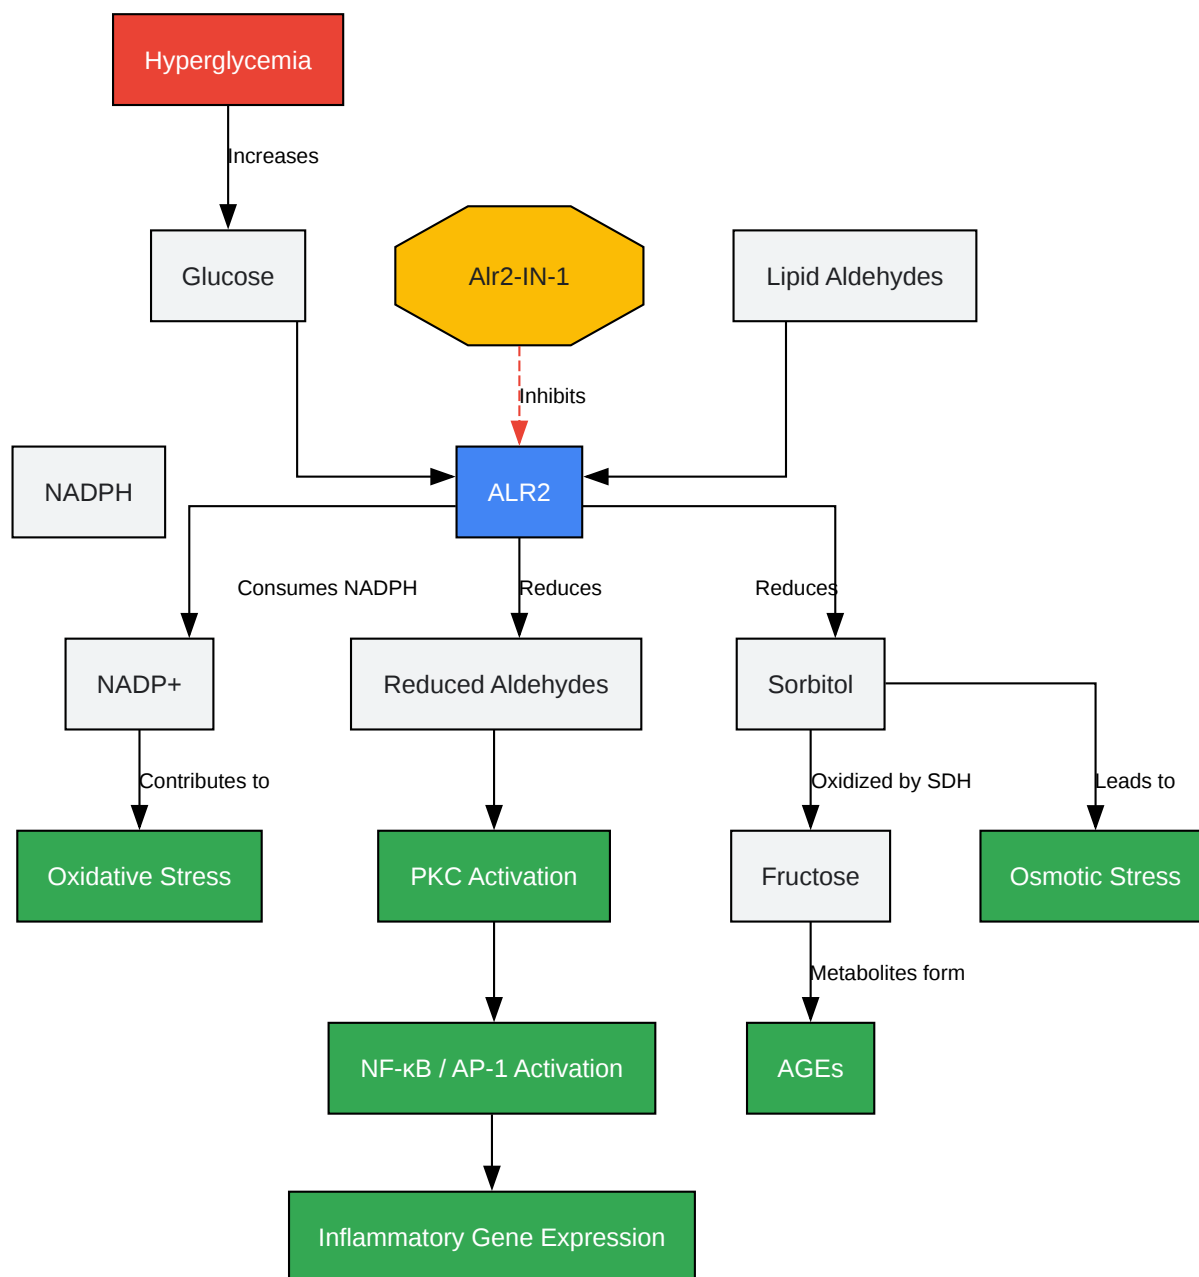 Hyperglycemia
Increases
Glucose
Alr2-IN-1
Lipid Aldehydes
Inhibits
NADPH
ALR2
Consumes NADPH
Reduces
Reduces
NADP+
Reduced Aldehydes
Sorbitol
Contributes to
Oxidized by SDH
Leads to
Oxidative Stress
PKC Activation
Fructose
Osmotic Stress
Metabolites form
NF-κB / AP-1 Activation
AGEs
Inflammatory Gene Expression